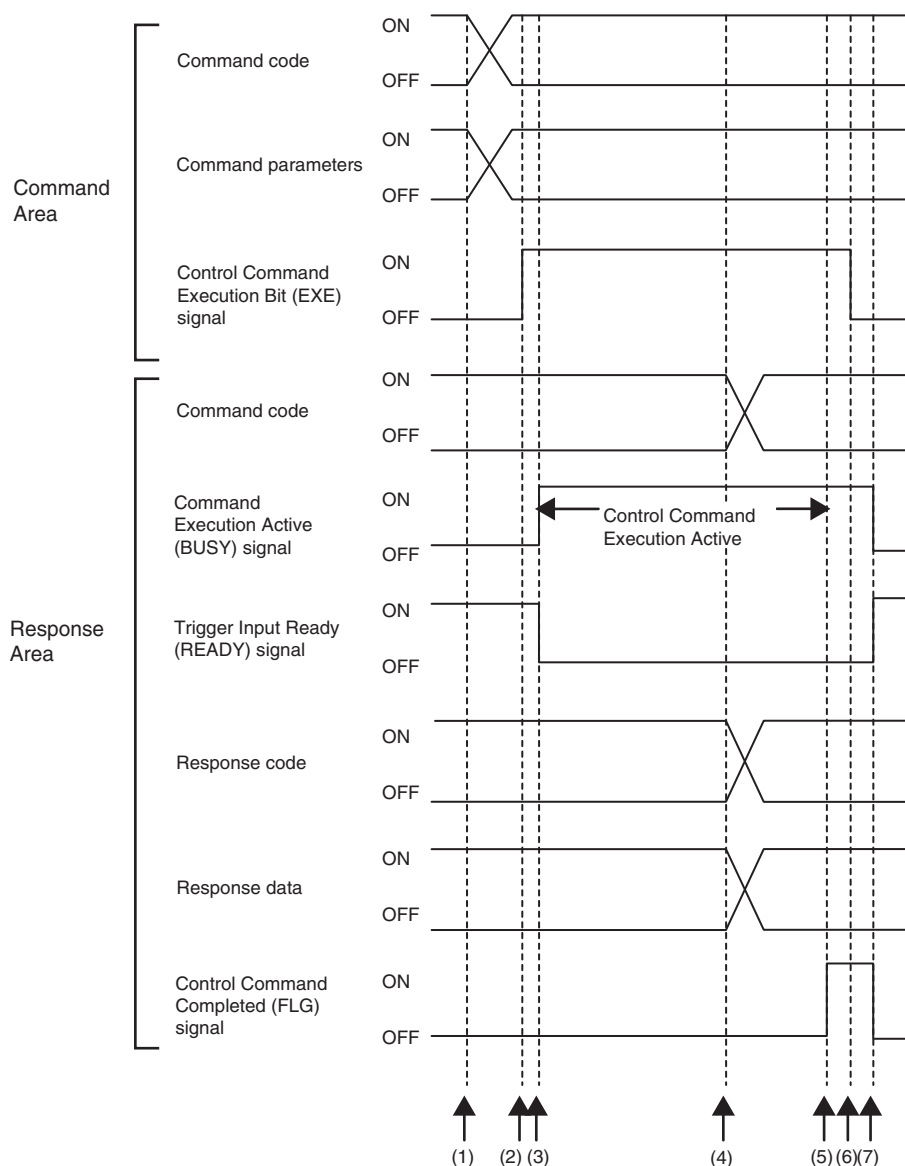 Command
Area
Command code
ON
OFF
Command parameters
ON
OFF
Control Command
Execution Bit (EXE)
signal
ON
OFF
Response
Area
Command code
ON
OFF
Command
Execution Active
(BUSY) signal
ON
OFF
Control Command
Execution Active
Trigger Input Ready
(READY) signal
ON
OFF
Response code
ON
OFF
Response data
ON
OFF
Control Command
Completed (FLG)
signal
ON
OFF
(1) (2) (3) (4) (5) (6)(7)